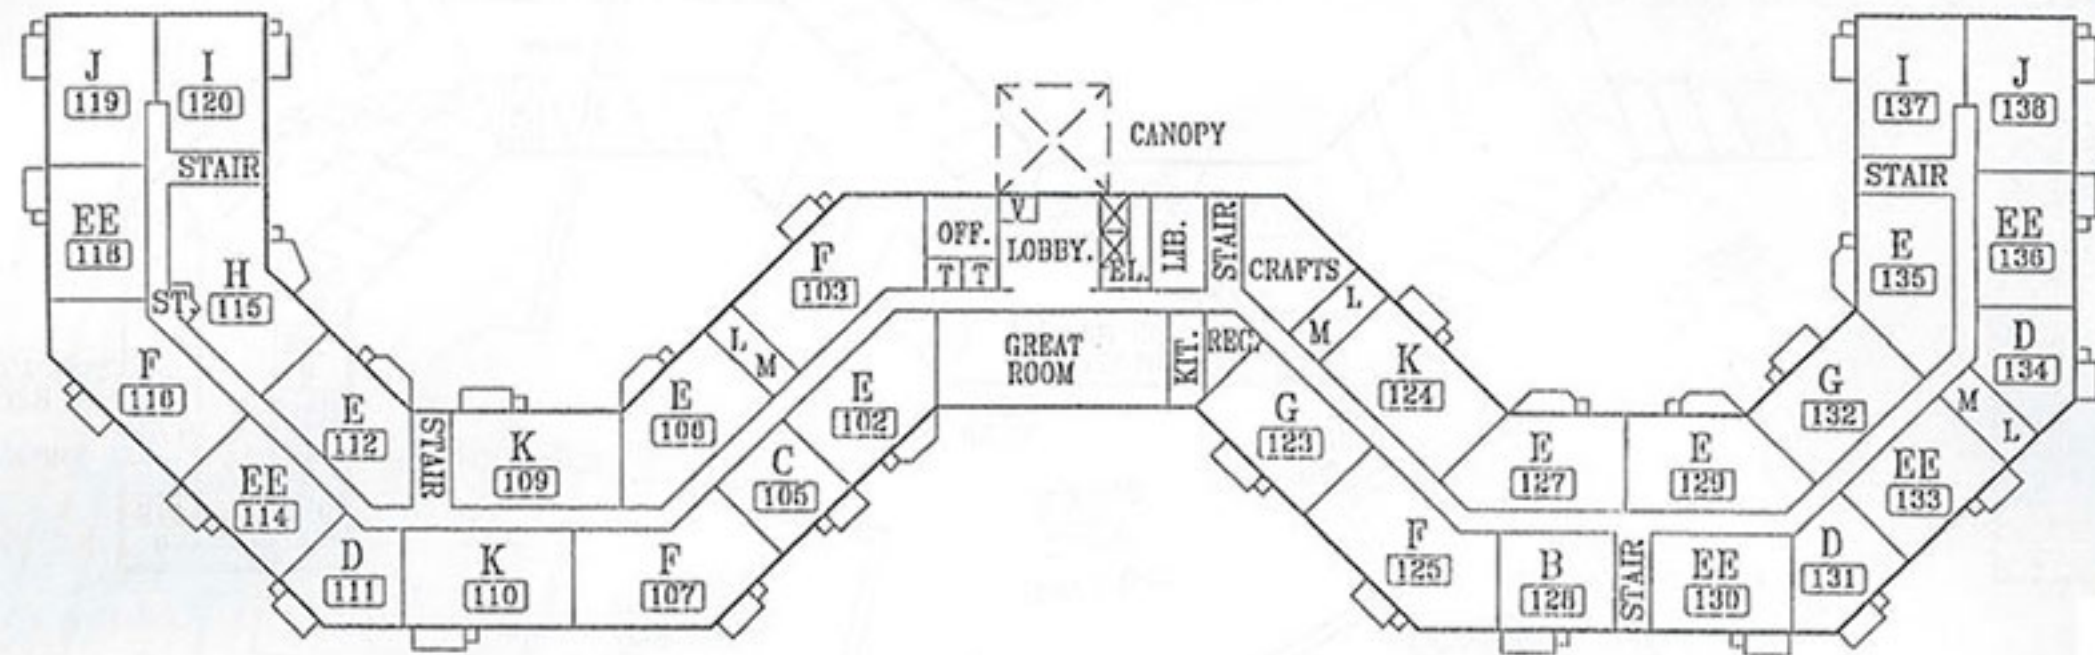 J
119
I
120
STAIR
EE
118
H
115
ST.
F
116
E
112
EE
114
D
111
STAIR
K
109
K
110
F
107
E
106
L
M
F
103
C
105
E
102
OFF.
T
T
V.
LOBBY.
CANOPY
EL.
LIB.
STAIR
CRAFTS
L
M
GREAT
ROOM
KIT.
REC.
G
123
K
124
F
125
E
127
E
129
B
128
STAIR
EE
130
D
131
EE
133
G
132
M
L
D
134
E
135
EE
136
STAIR
I
137
J
138